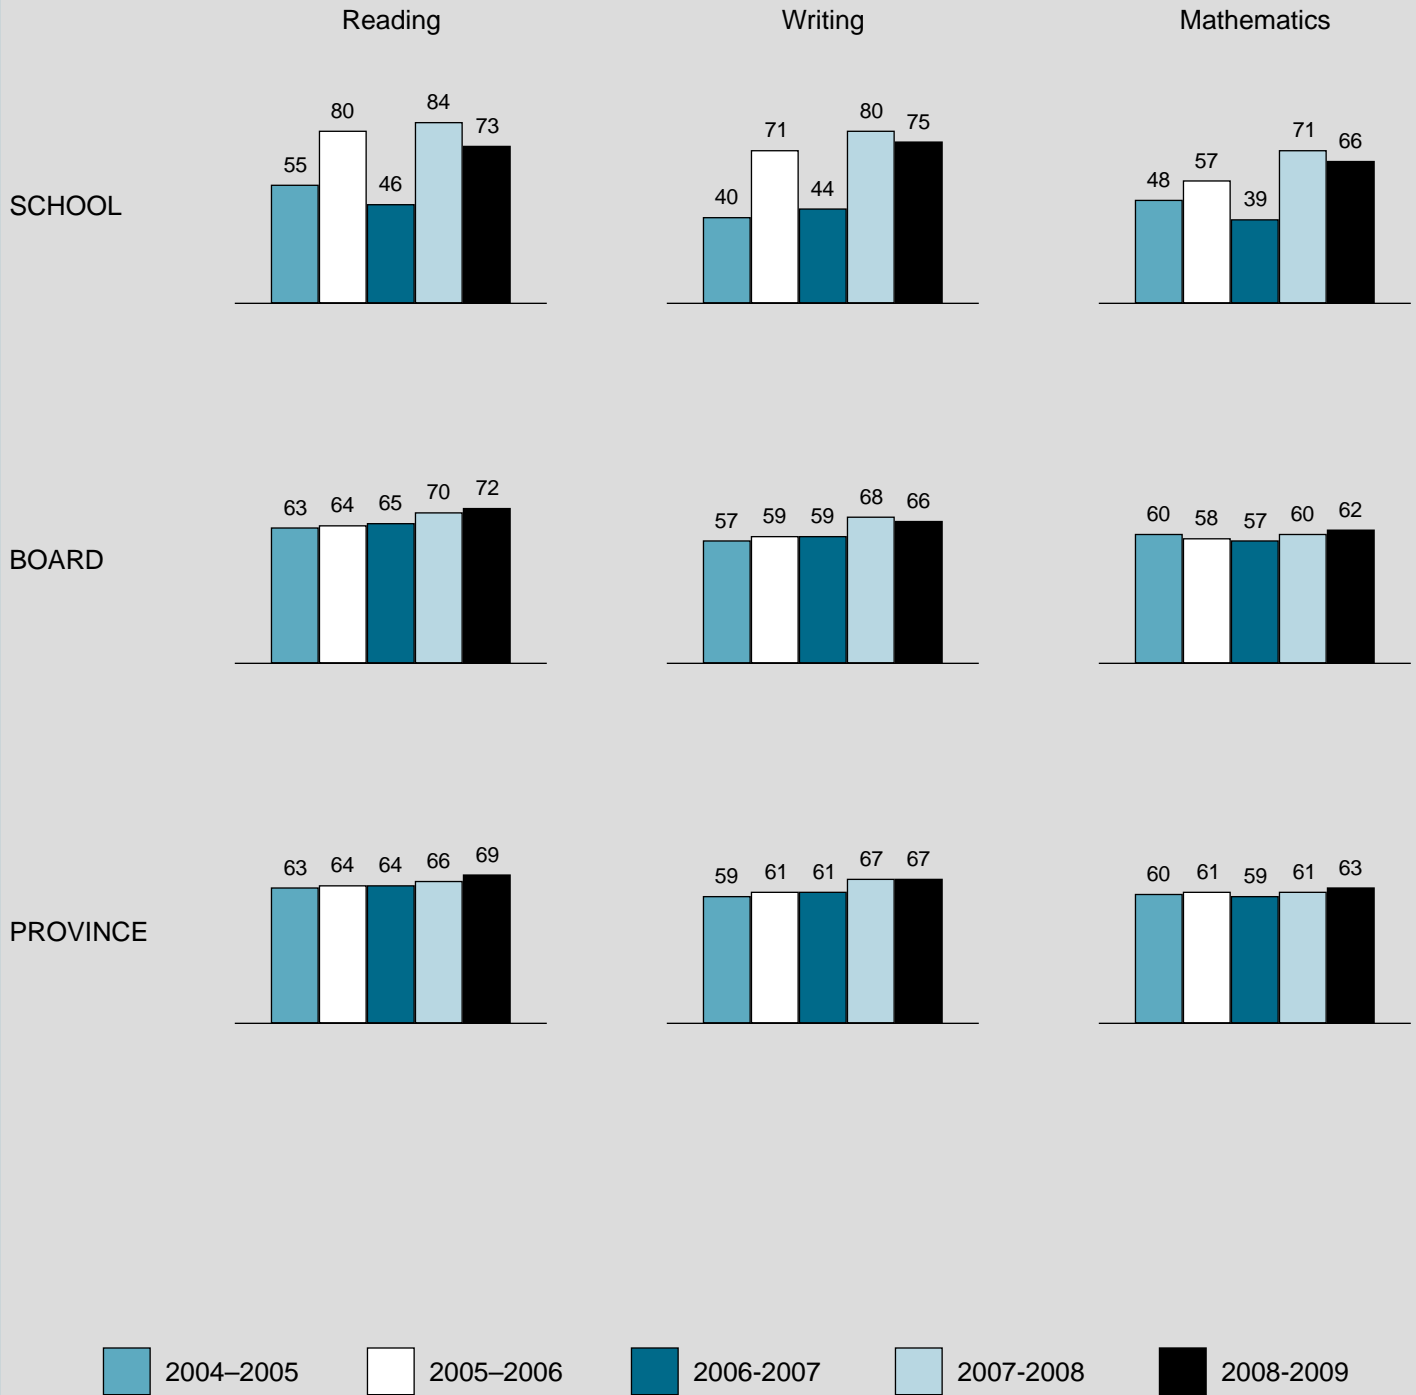 Reading Writing Mathematics
SCHOOL
55 80 46 84 73
40 71 44 80 75
48 57 39 71 66
BOARD
63 64 65 70 72
57 59 59 68 66
60 58 57 60 62
PROVINCE
63 64 64 66 69
59 61 61 67 67
60 61 59 61 63
2004–2005 2005–2006 2006-2007 2007-2008 2008-2009